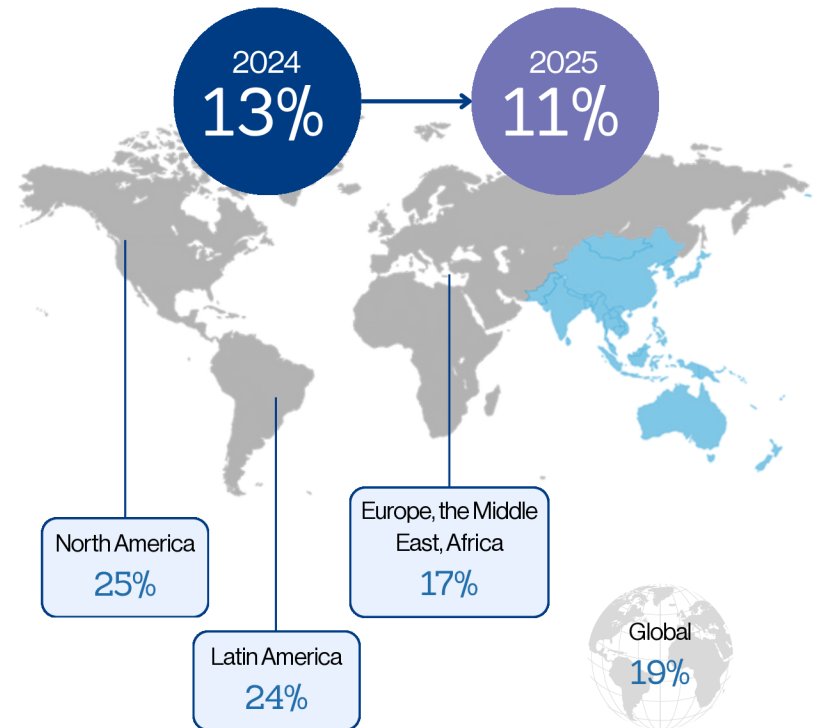 2024
13%
2025
11%
North America
25%
Latin America
24%
Europe, the Middle
East, Africa
17%
Global
19%